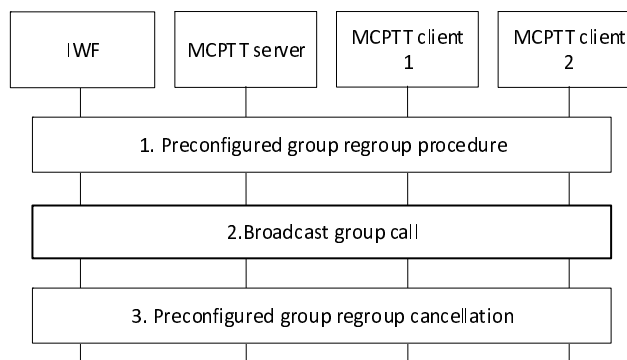 IWF
MCPTT server
MCPTT client
1
MCPTT client
2
1. Preconfigured group regroup procedure
2.Broadcast group call
3. Preconfigured group regroup cancellation